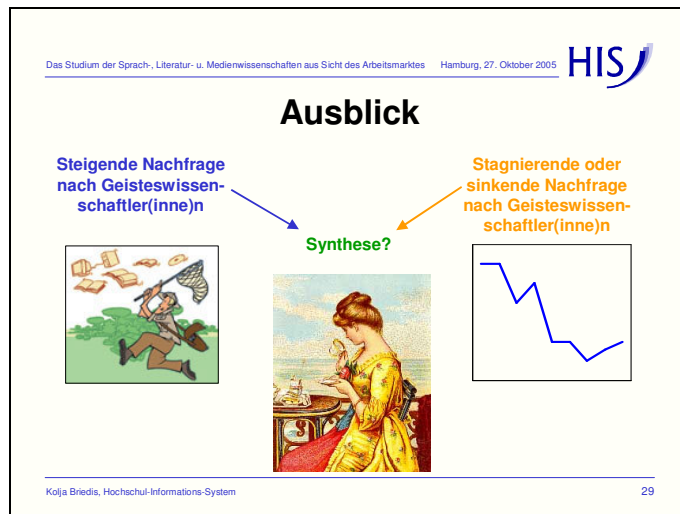 Das Studium der Sprach-, Literatur- u. Medienwissenschaften aus Sicht des Arbeitsmarktes Hamburg, 27. Oktober 2005
HIS
Ausblick
Steigende Nachfrage
nach Geisteswissen-
schaftler(inne)n
Stagnierende oder
sinkende Nachfrage
nach Geisteswissen-
schaftler(inne)n
Synthese?
Kolja Briedis, Hochschul-Informations-System
29